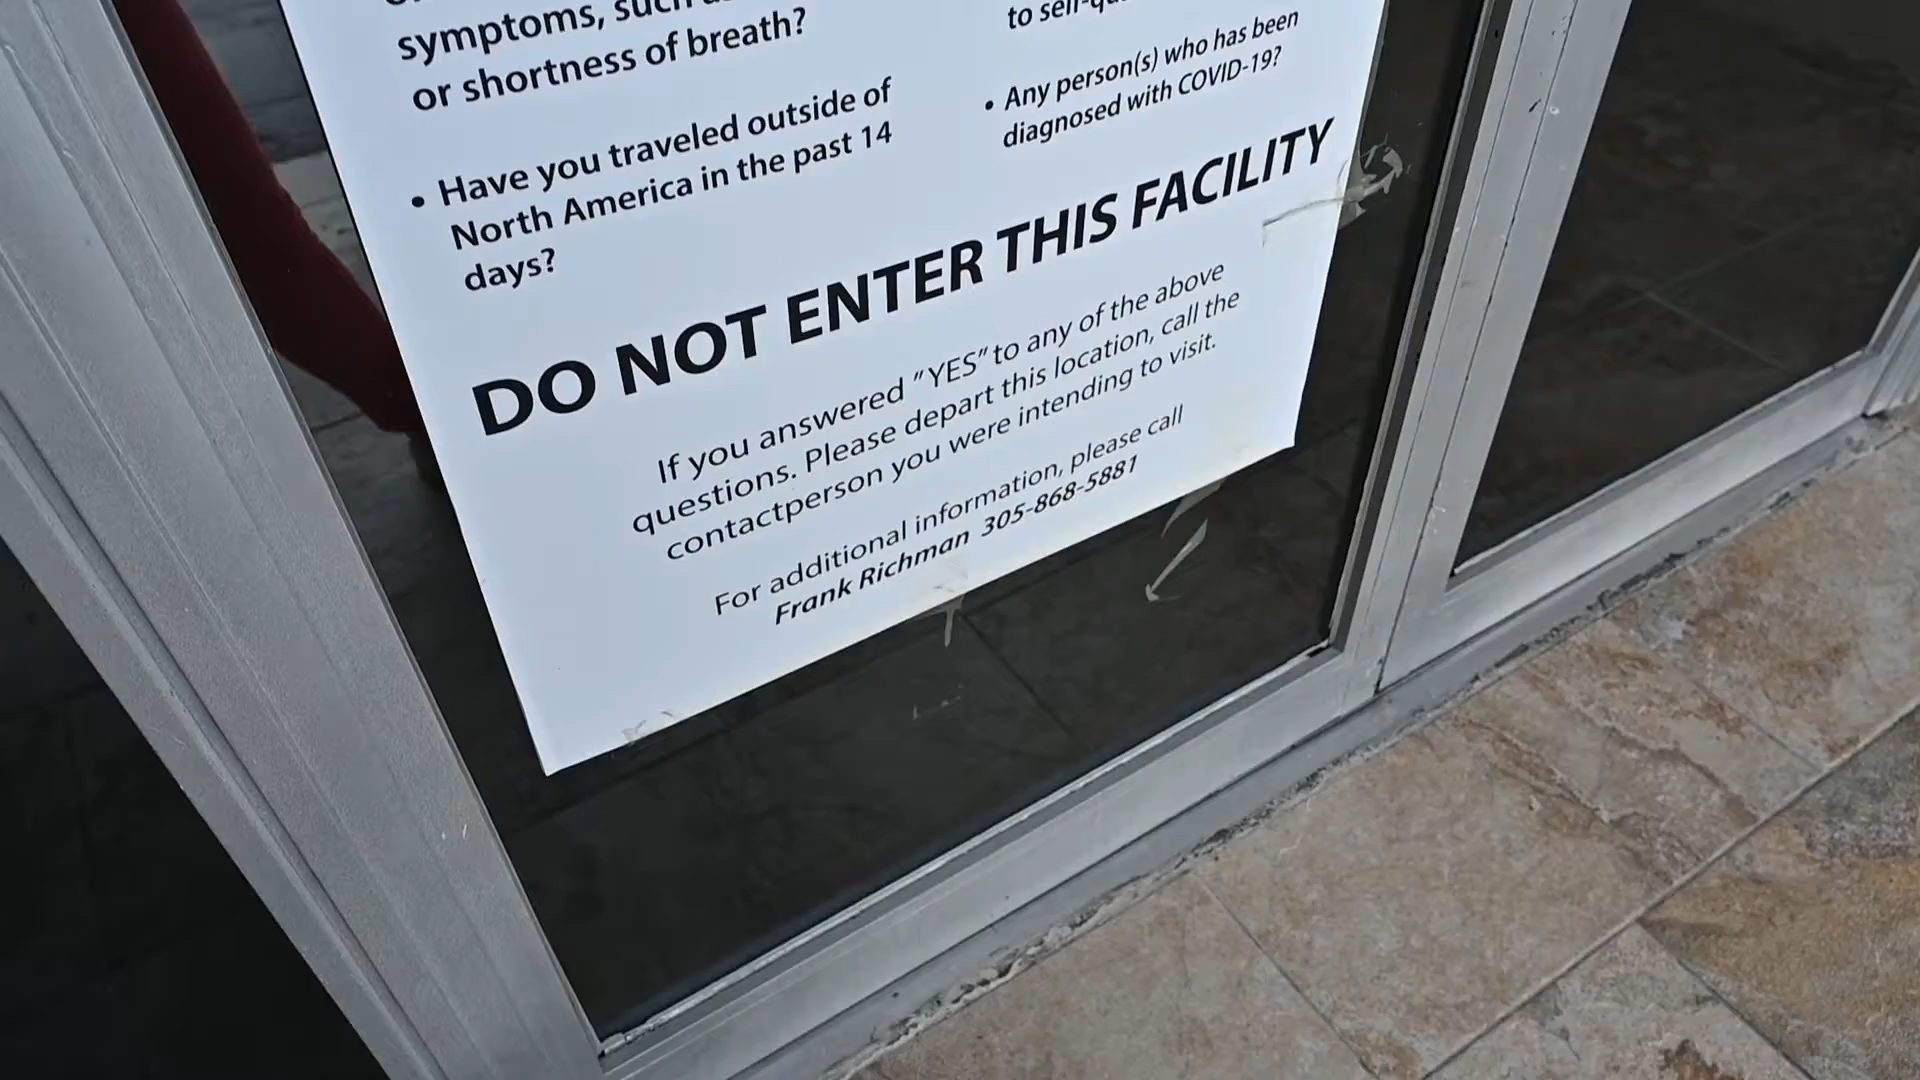 symptoms, such
or shortness of breath?
• Have you traveled outside of
North America in the past 14
days?
to
• Any person(s) who has been
diagnosed with COVID-19?
DO NOT ENTER THIS FACILITY
If you answered "YES" to any of the above
questions. Please depart this location, call the
contactperson you were intending to visit.
For additional information, please call
Frank Richman 305-868-5881